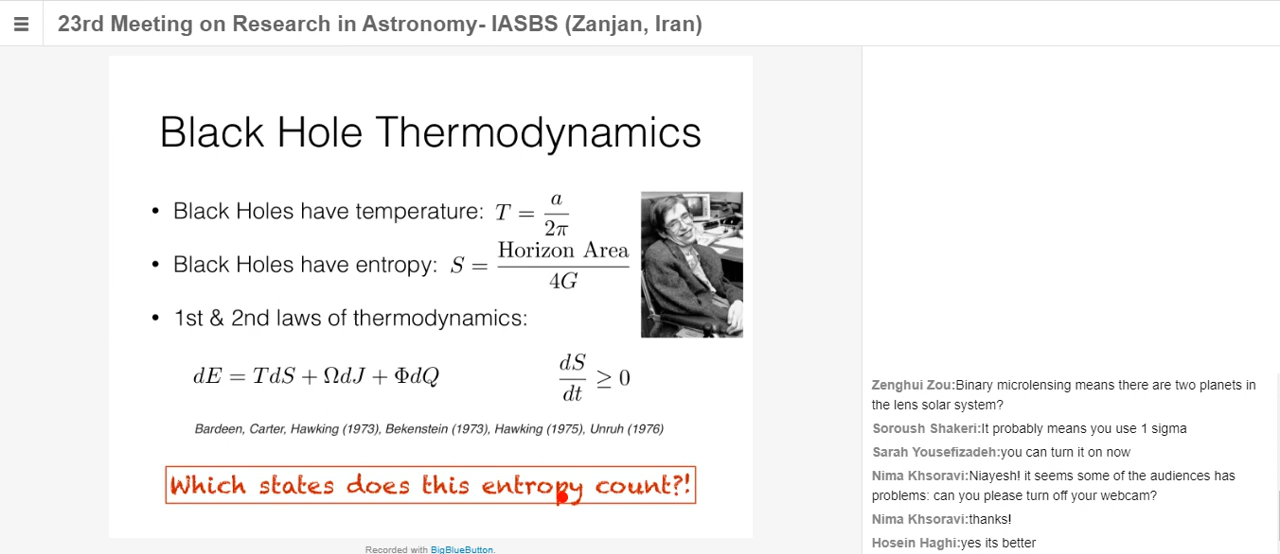 23rd Meeting on Research in Astronomy- IASBS (Zanjan, Iran)
Black Hole Thermodynamics
• Black Holes have temperature: T = a / 2π
• Black Holes have entropy: S = Horizon Area / 4G
• 1st & 2nd laws of thermodynamics:
dE = TdS + ΩdJ + ΦdQ dS/dt ≥ 0
Bardeen, Carter, Hawking (1973), Bekenstein (1973), Hawking (1975), Unruh (1976)
Which states does this entropy count?!
Recorded with BigBlueButton.
Zenghui Zou:Binary microlensing means there are two planets in
the lens solar system?
Soroush Shakeri:It probably means you use 1 sigma
Sarah Yousefizadeh:you can turn it on now
Nima Khsoravi:Niayesh! it seems some of the audiences has
problems: can you please turn off your webcam?
Nima Khsoravi:thanks!
Hosein Haghi:yes its better